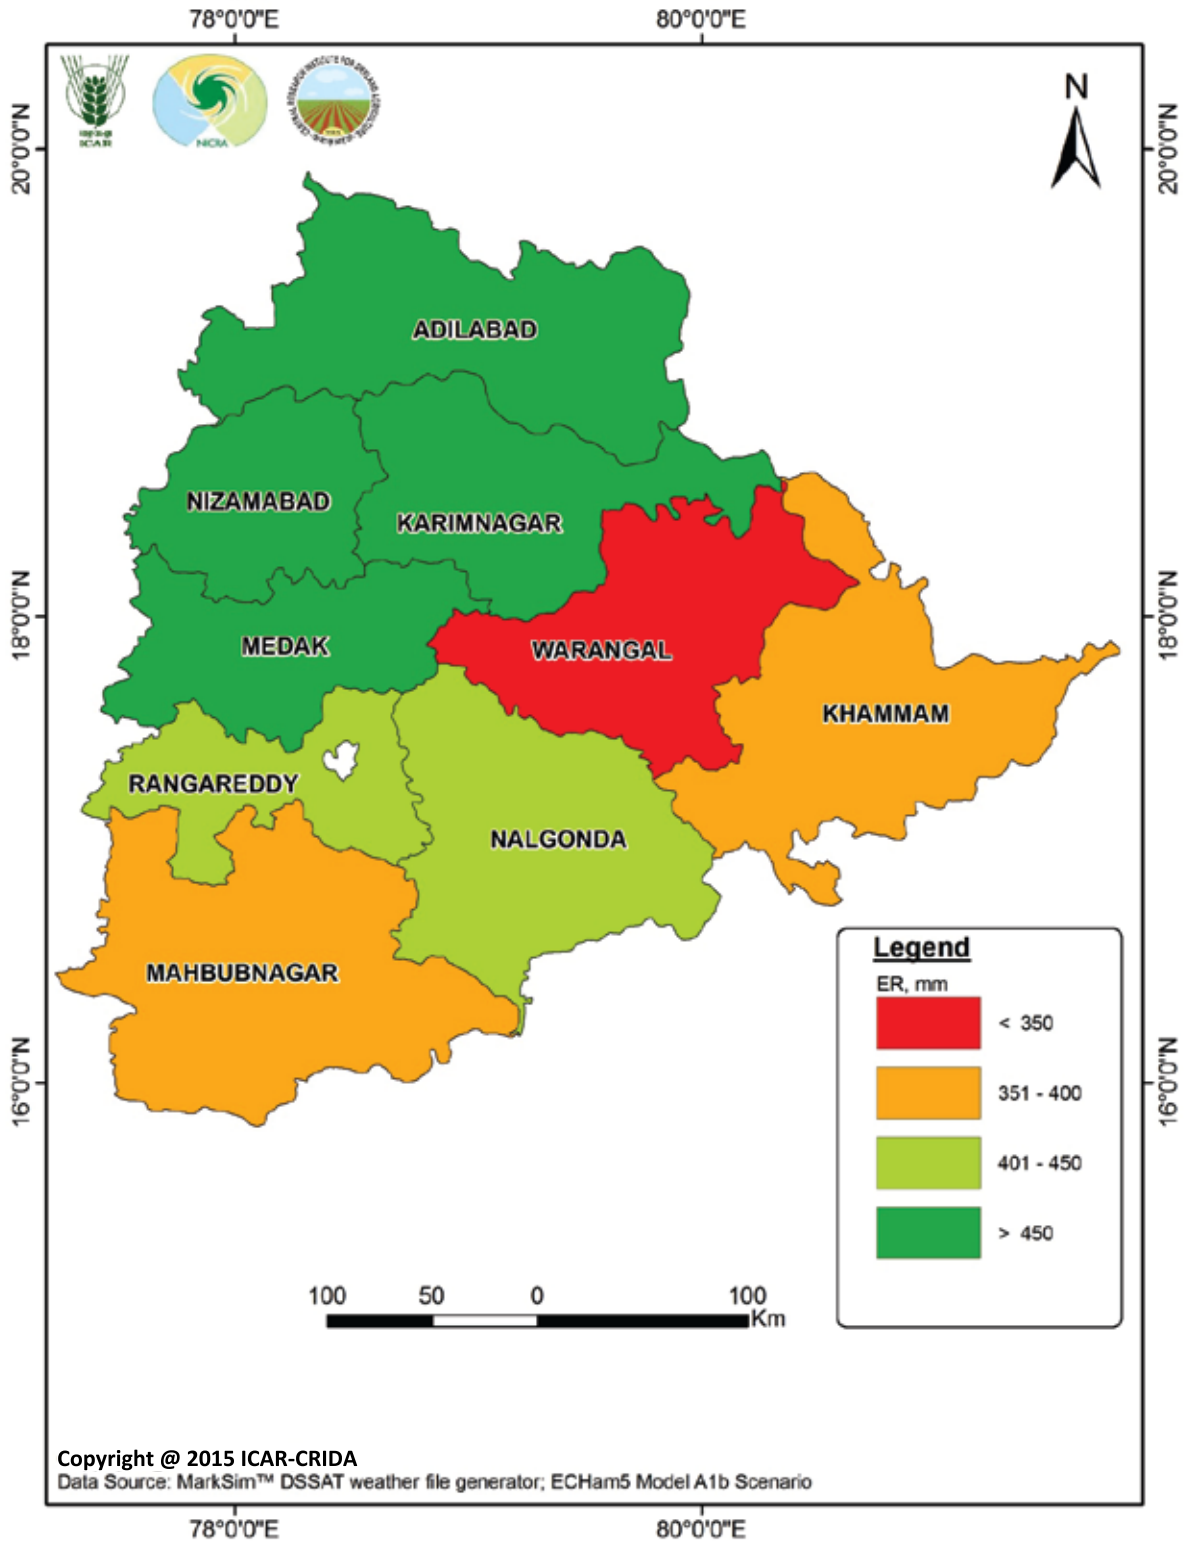 78°0'0"E
80°0'0"E
ICAR
NICRA
N
20°0'0"N
20°0'0"N
ADILABAD
NIZAMABAD
KARIMNAGAR
18°0'0"N
18°0'0"N
MEDAK
WARANGAL
KHAMMAM
RANGAREDDY
NALGONDA
MAHBUBNAGAR
Legend
ER, mm
< 350
351 - 400
401 - 450
> 450
16°0'0"N
16°0'0"N
100 50 0 100
Km
Copyright @ 2015 ICAR-CRIDA
Data Source: MarkSim™ DSSAT weather file generator; ECHam5 Model A1b Scenario
78°0'0"E
80°0'0"E